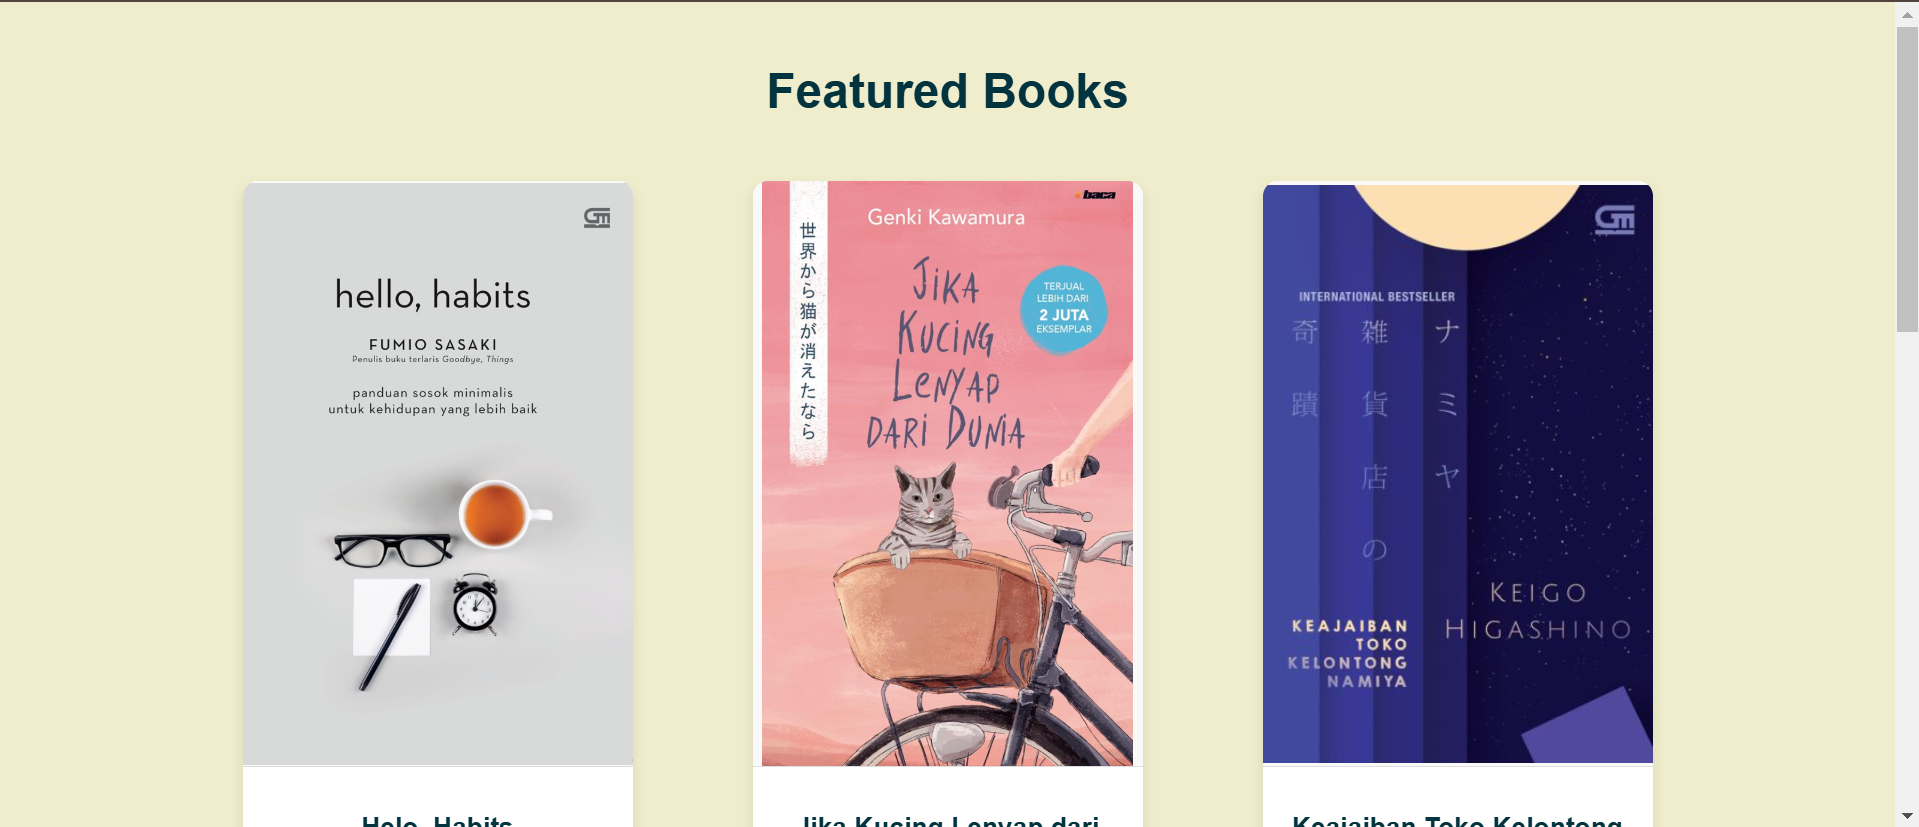 Featured Books
GM
hello, habits
FUMIO SASAKI
Penulis buku terlaris Goodbye, Things
panduan sosok minimalis
untuk kehidupan yang lebih baik
Helo, Habits
baca
Genki Kawamura
世界から猫が消えたなら
JIKA
KUCING
LENYAP
DARI DUNIA
TERJUAL
LEBIH DARI
2 JUTA
EKSEMPLAR
Jika Kucing Lenyap dari
GM
INTERNATIONAL BESTSELLER
ナミヤ
雑貨店の
奇蹟
KEIGO
HIGASHINO
KEAJAIBAN
TOKO
KELONTONG
NAMIYA
Keajaiban Toko Kelontong